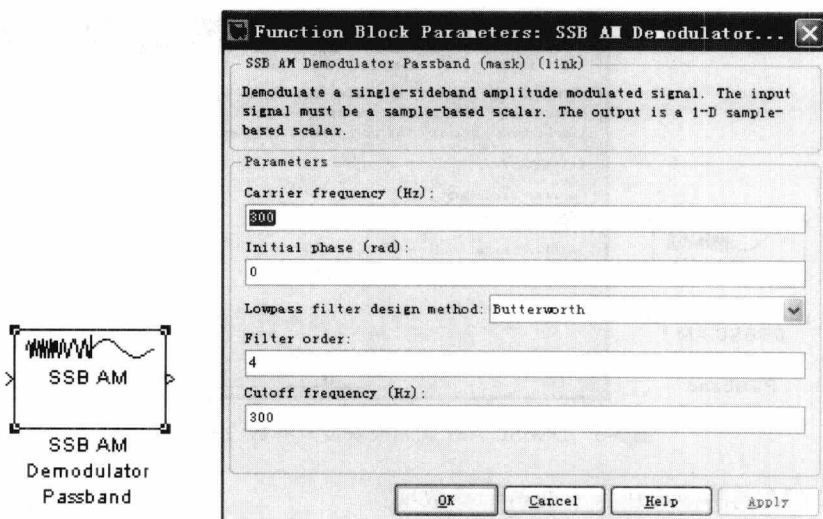 Function Block Parameters: SSB AM Demodulator...
SSB AM Demodulator Passband (mask) (link)
Demodulate a single-sideband amplitude modulated signal. The input
signal must be a sample-based scalar. The output is a 1-D sample-
based scalar.
Parameters
Carrier frequency (Hz):
300
Initial phase (rad):
0
Lowpass filter design method: Butterworth
Filter order:
4
Cutoff frequency (Hz):
300
OK Cancel Help Apply
SSB AM
SSB AM
Demodulator
Passband